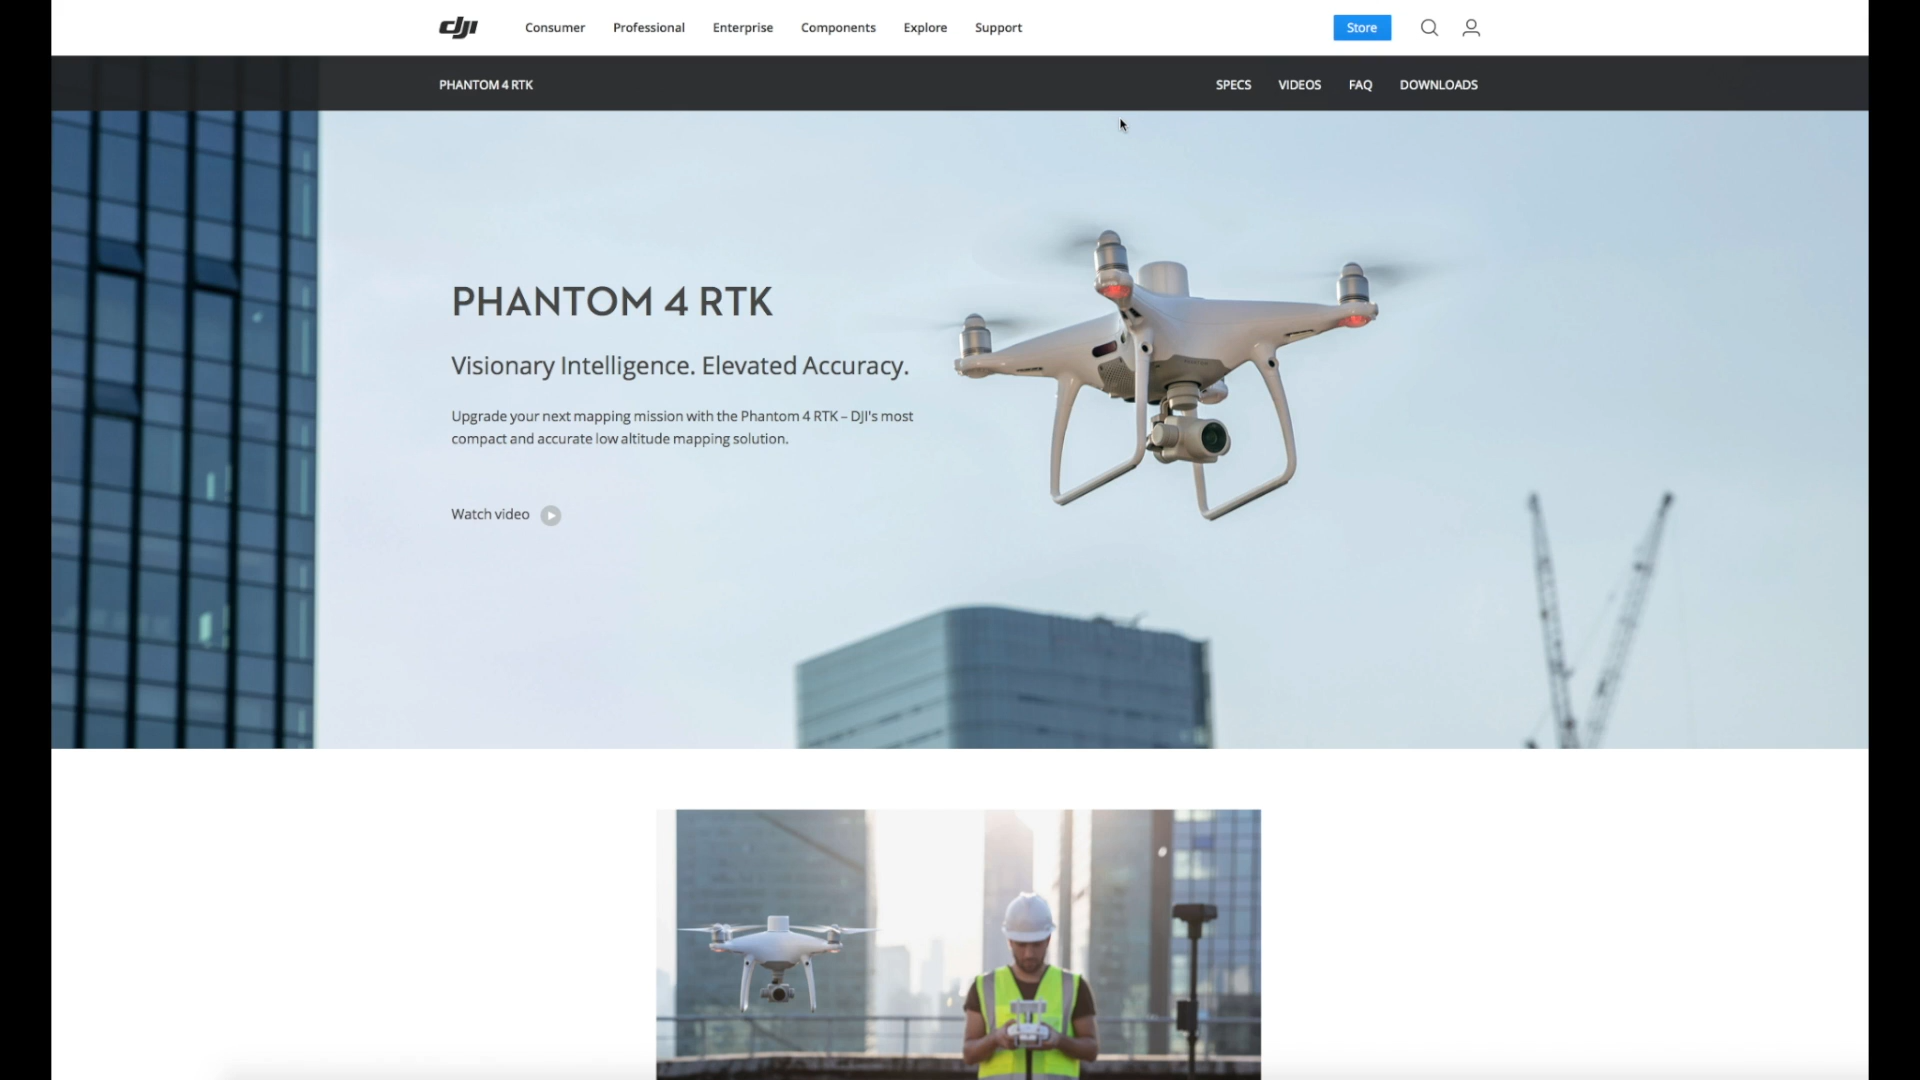 dji Consumer Professional Enterprise Components Explore Support Store
PHANTOM 4 RTK SPECS VIDEOS FAQ DOWNLOADS
PHANTOM 4 RTK
Visionary Intelligence. Elevated Accuracy.
Upgrade your next mapping mission with the Phantom 4 RTK – DJI's most
compact and accurate low altitude mapping solution.
Watch video